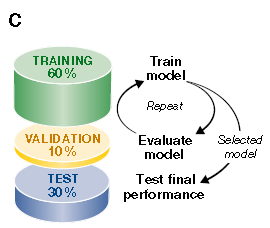 C
TRAINING
60%
Train
model
Repeat
VALIDATION
10%
Evaluate
model
Selected
model
TEST
30%
Test final
performance